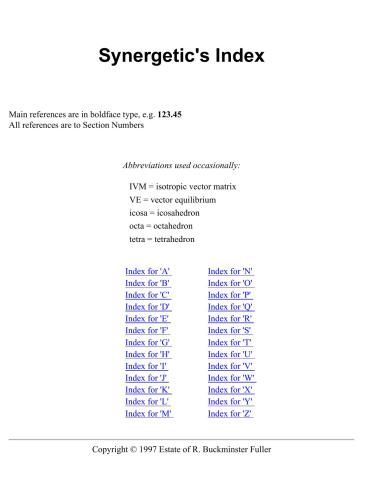 Synergetic's Index
Main references are in boldface type, e.g. 123.45
All references are to Section Numbers
Abbreviations used occasionally:
IVM = isotropic vector matrix
VE = vector equilibrium
icosa = icosahedron
octa = octahedron
tetra = tetrahedron
Index for 'A' Index for 'N'
Index for 'B' Index for 'O'
Index for 'C' Index for 'P'
Index for 'D' Index for 'Q'
Index for 'E' Index for 'R'
Index for 'F' Index for 'S'
Index for 'G' Index for 'T'
Index for 'H' Index for 'U'
Index for 'I' Index for 'V'
Index for 'J' Index for 'W'
Index for 'K' Index for 'X'
Index for 'L' Index for 'Y'
Index for 'M' Index for 'Z'
Copyright © 1997 Estate of R. Buckminster Fuller